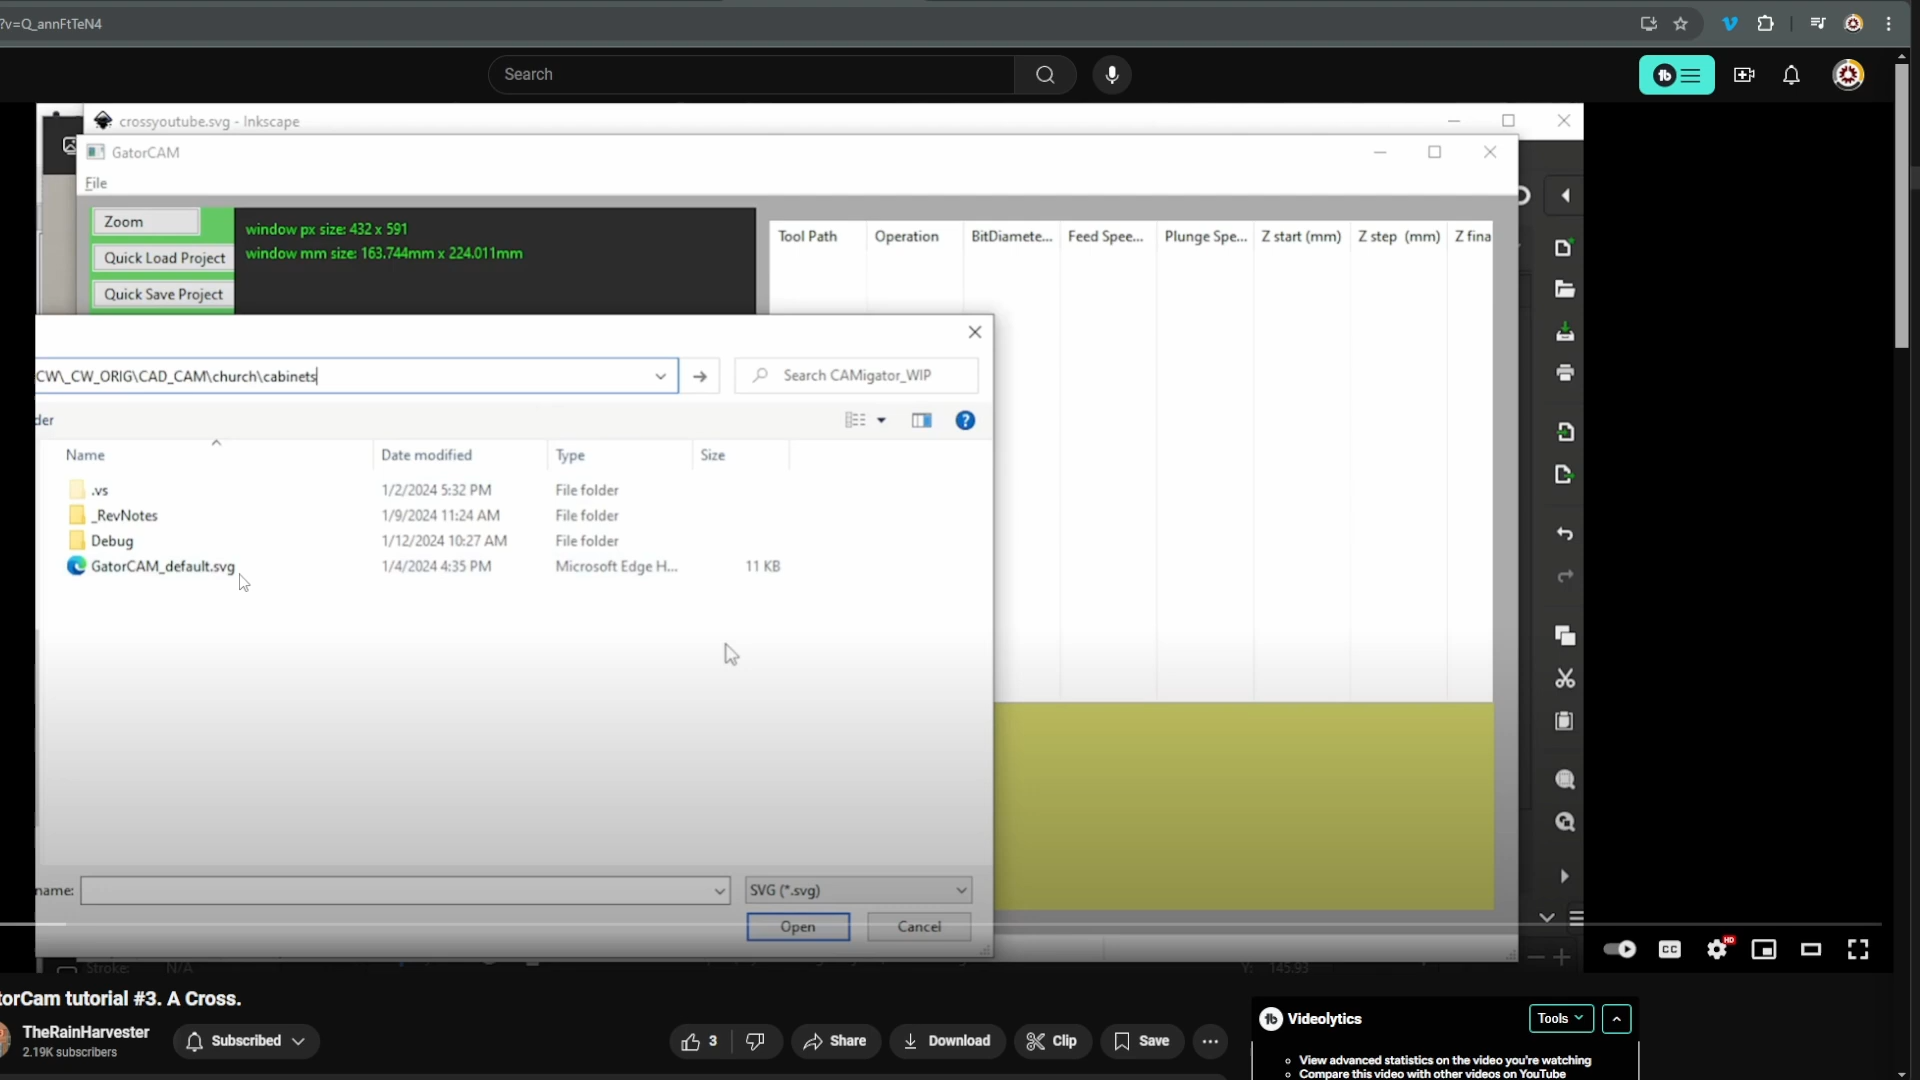 ?v=Q_annFtTeN4
Search
crossyoutube.svg - Inkscape
GatorCAM
File
Zoom
Quick Load Project
Quick Save Project
window px size: 432 x 591
window mm size: 163.744mm x 224.011mm
Tool Path Operation BitDiamete... Feed Spee... Plunge Spe... Z start (mm) Z step (mm) Z fina
CW\_CW_ORIG\CAD_CAM\church\cabinets
Search CAMigator_WIP
der
Name Date modified Type Size
.vs 1/2/2024 5:32 PM File folder
_RevNotes 1/9/2024 11:24 AM File folder
Debug 1/12/2024 10:27 AM File folder
GatorCAM_default.svg 1/4/2024 4:35 PM Microsoft Edge H... 11 KB
name:
SVG (*.svg)
Open Cancel
Stroke: N/A
Y: 145.93
CC
HD
torCam tutorial #3. A Cross.
TheRainHarvester
2.19K subscribers
Subscribed
3
Share
Download
Clip
Save
Videolytics
Tools
View advanced statistics on the video you're watching
Compare this video with other videos on YouTube